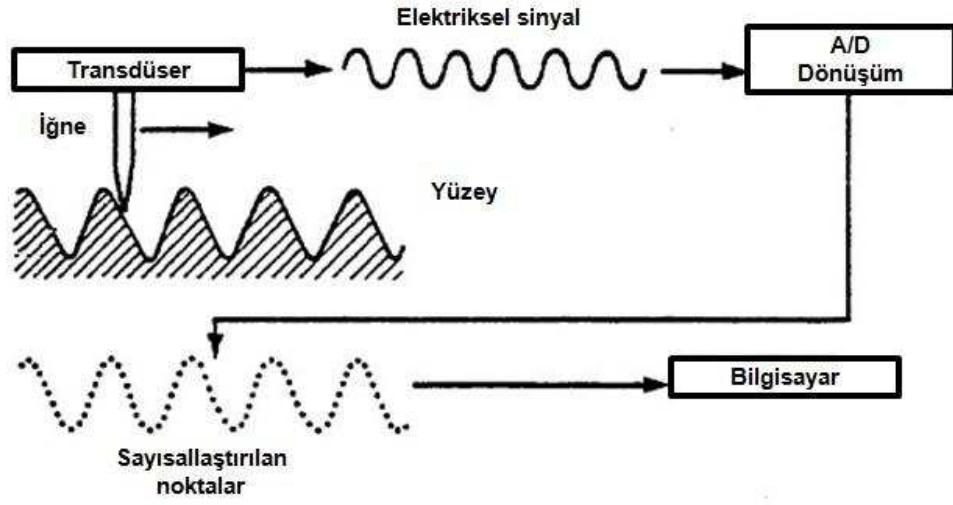 Elektriksel sinyal
Transdüser
A/D
Dönüşüm
İğne
Yüzey
Bilgisayar
Sayısallaştırılan
noktalar